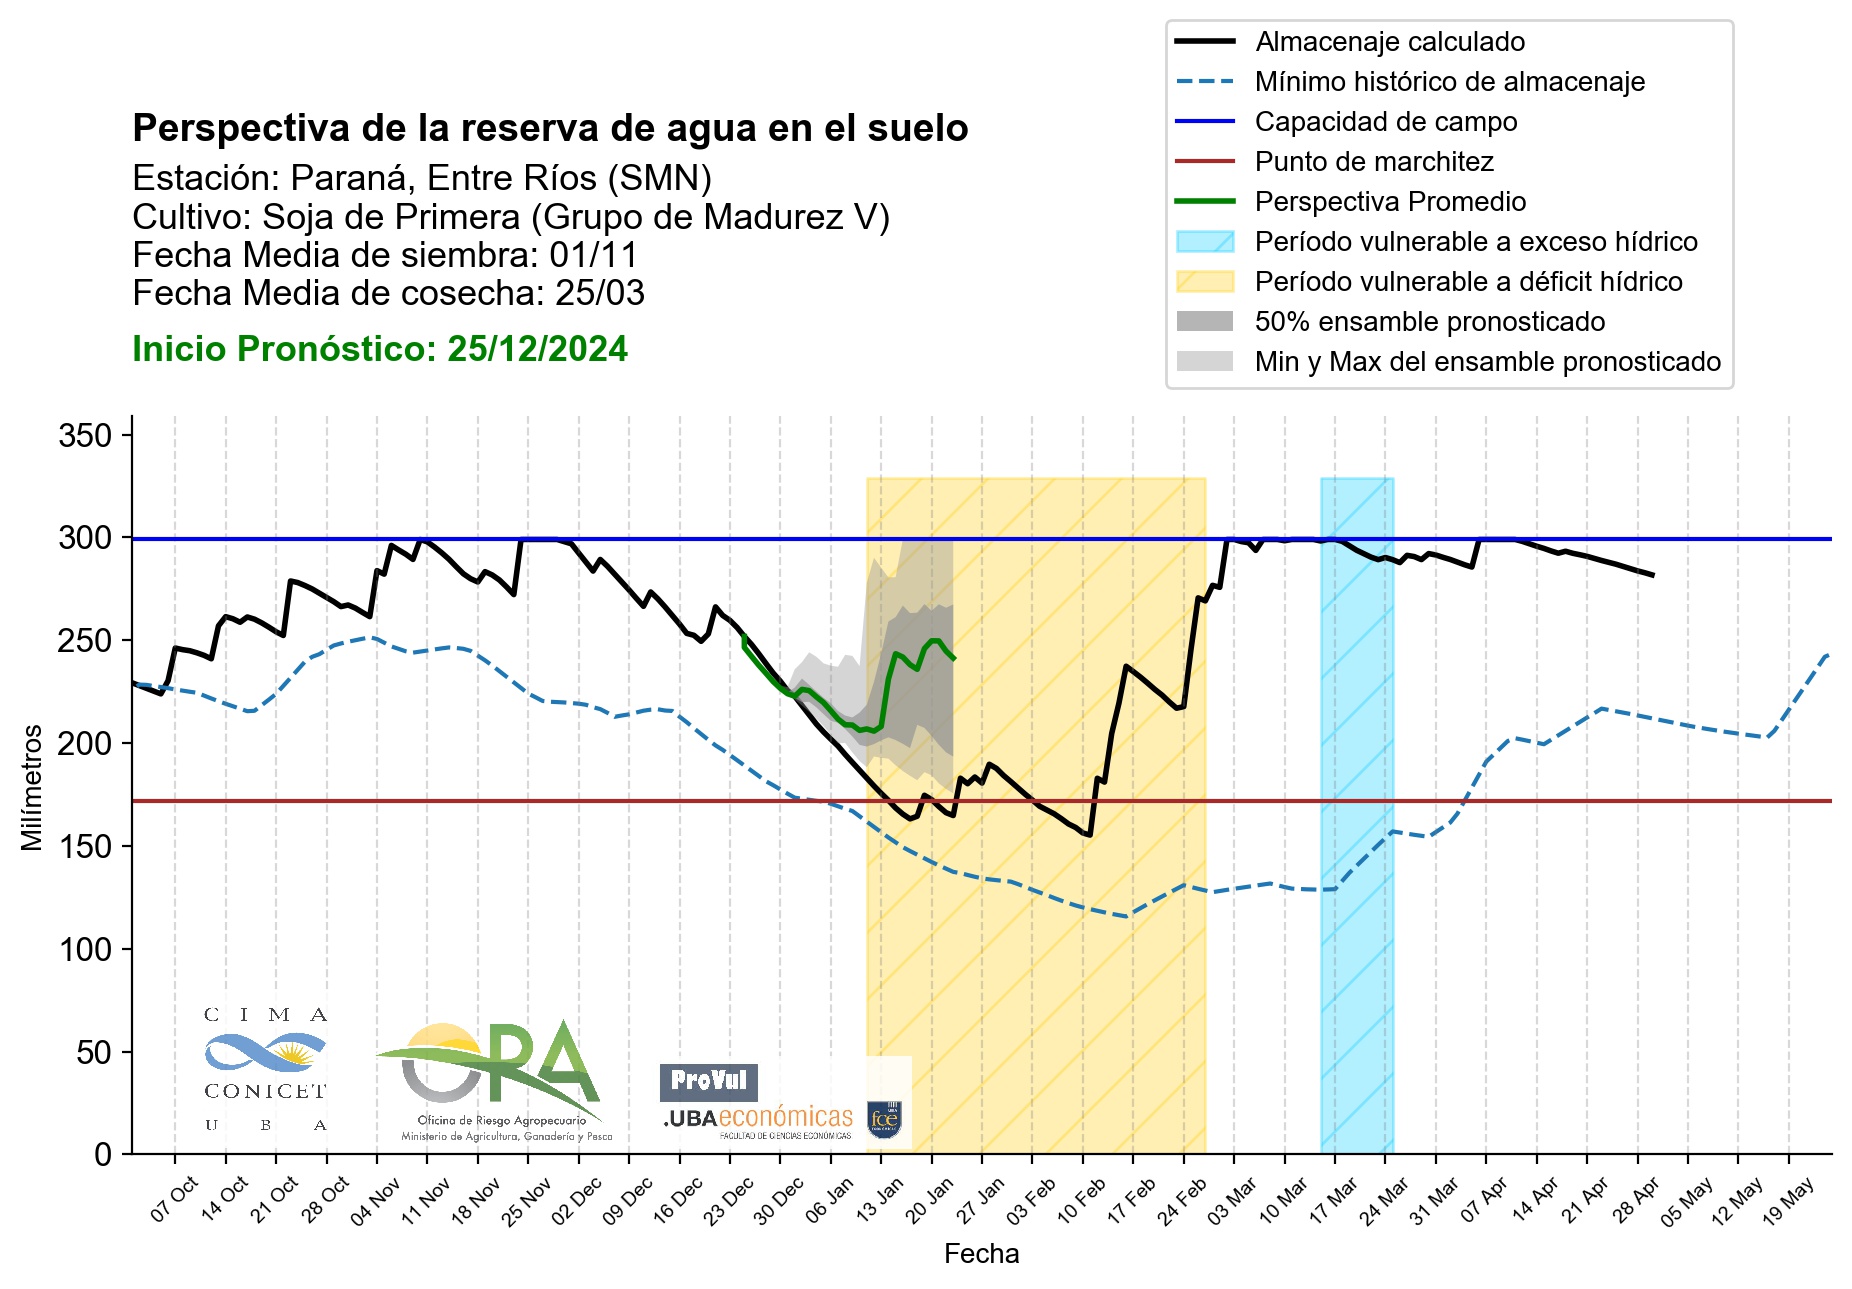 Almacenaje calculado
Mínimo histórico de almacenaje
Capacidad de campo
Punto de marchitez
Perspectiva Promedio
Período vulnerable a exceso hídrico
Período vulnerable a déficit hídrico
50% ensamble pronosticado
Min y Max del ensamble pronosticado
Perspectiva de la reserva de agua en el suelo
Estación: Paraná, Entre Ríos (SMN)
Cultivo: Soja de Primera (Grupo de Madurez V)
Fecha Media de siembra: 01/11
Fecha Media de cosecha: 25/03
Inicio Pronóstico: 25/12/2024
Milímetros
350
300
250
200
150
100
50
0
CIMA
CONICET
UBA
ORA
Oficina de Riesgo Agropecuario
Ministerio de Agricultura, Ganadería y Pesca
ProVul
.UBAeconómicas
FACULTAD DE CIENCIAS ECONÓMICAS
fce
07 Oct
14 Oct
21 Oct
28 Oct
04 Nov
11 Nov
18 Nov
25 Nov
02 Dec
09 Dec
16 Dec
23 Dec
30 Dec
06 Jan
13 Jan
20 Jan
27 Jan
03 Feb
10 Feb
17 Feb
24 Feb
03 Mar
10 Mar
17 Mar
24 Mar
31 Mar
07 Apr
14 Apr
21 Apr
28 Apr
05 May
12 May
19 May
Fecha